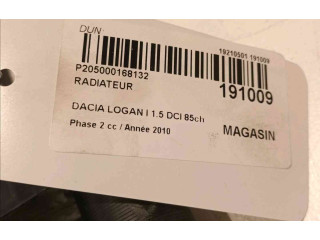 DUN:
19210501 191009
P205000168132
RADIATEUR
191009
DACIA LOGAN I 1.5 DCI 85ch
Phase 2 cc / Année 2010
MAGASIN